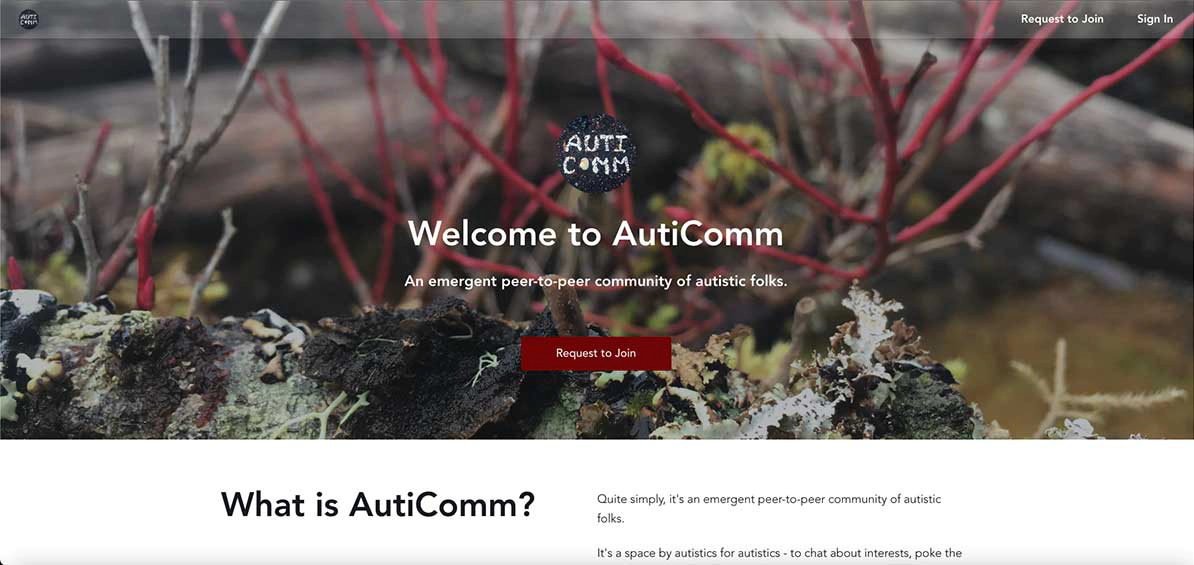 AUTI
COMM
Request to Join
Sign In
AUTI
COMM
Welcome to AutiComm
An emergent peer-to-peer community of autistic folks.
Request to Join
What is AutiComm?
Quite simply, it's an emergent peer-to-peer community of autistic
folks.
It's a space by autistics for autistics - to chat about interests, poke the